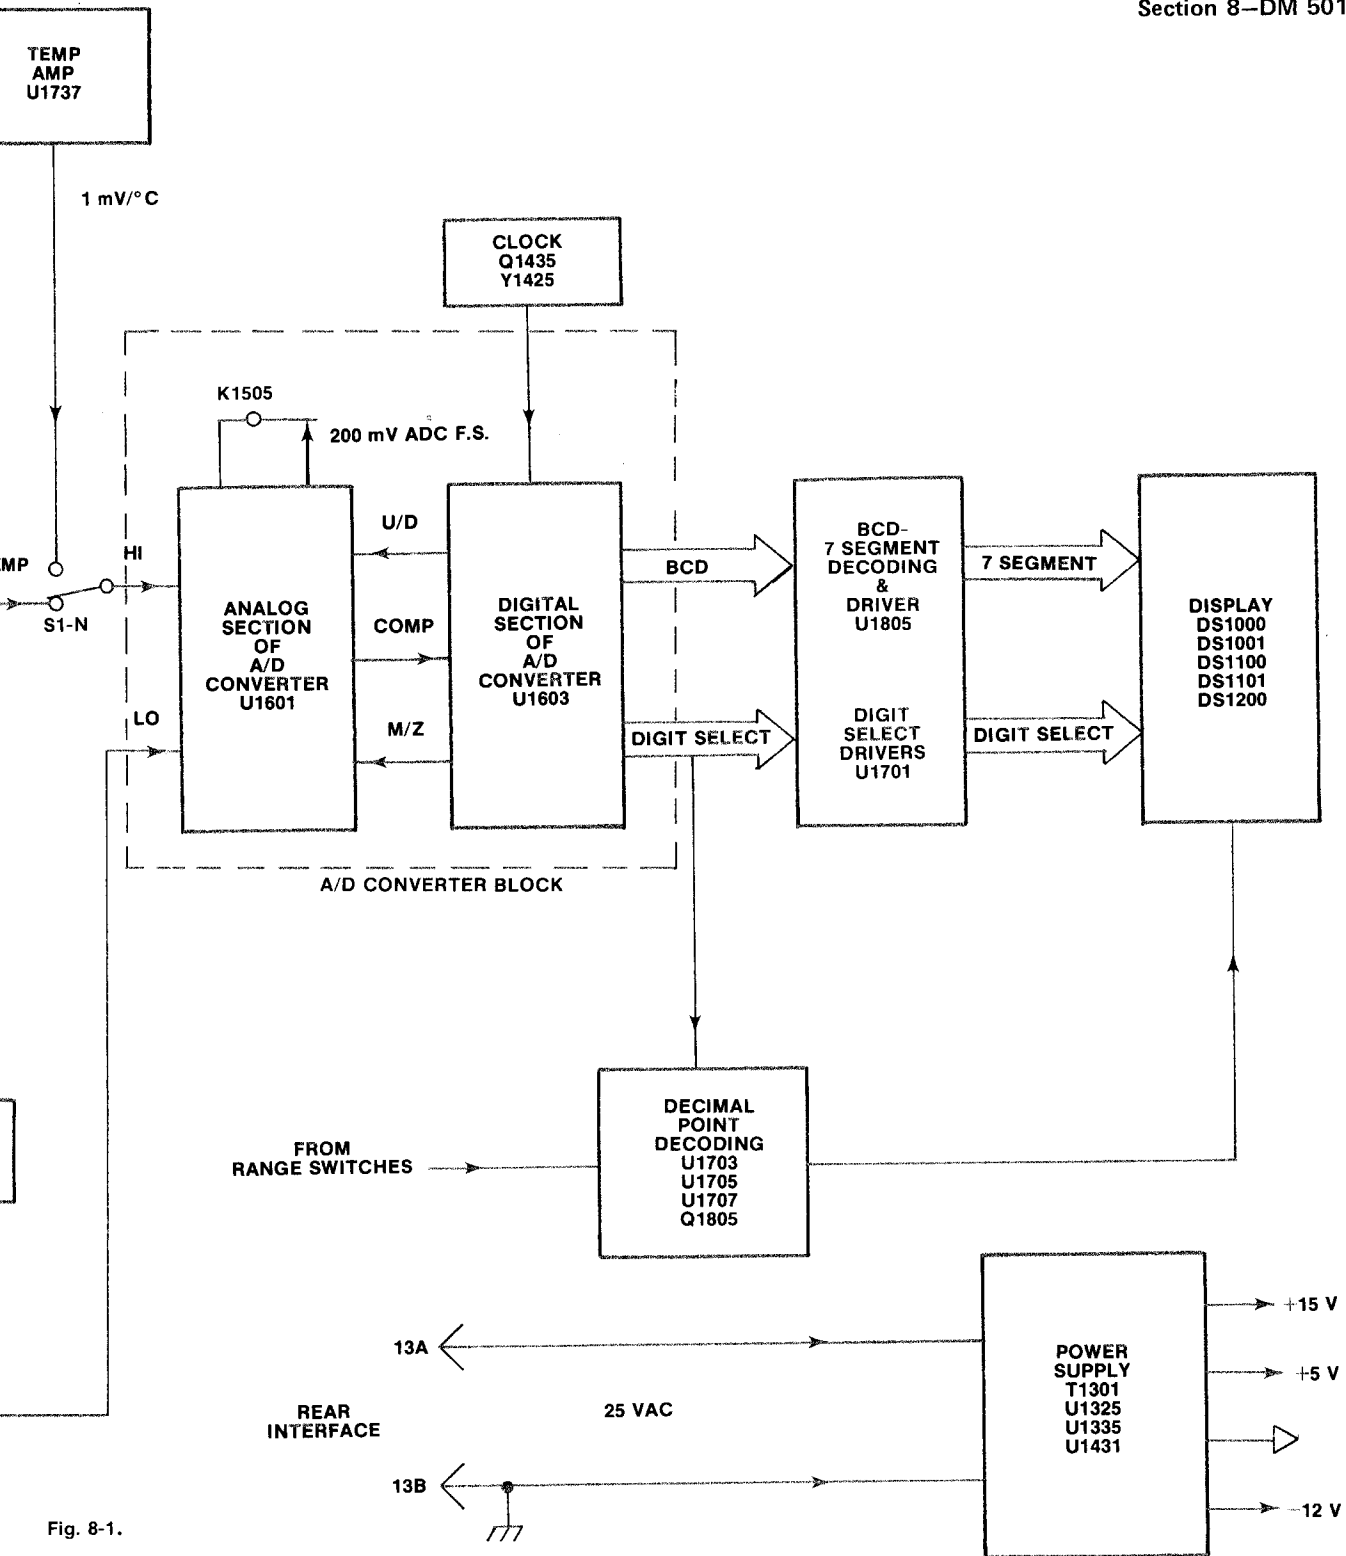 Section 8—DM 501
TEMP
AMP
U1737
1 mV/°C
CLOCK
Q1435
Y1425
K1505
200 mV ADC F.S.
U/D
HI
S1-N
ANALOG
SECTION
OF
A/D
CONVERTER
U1601
COMP
LO
M/Z
DIGITAL
SECTION
OF
A/D
CONVERTER
U1603
BCD
DIGIT SELECT
BCD-
7 SEGMENT
DECODING
&
DRIVER
U1805
DIGIT
SELECT
DRIVERS
U1701
7 SEGMENT
DIGIT SELECT
DISPLAY
DS1000
DS1001
DS1100
DS1101
DS1200
A/D CONVERTER BLOCK
FROM
RANGE SWITCHES
DECIMAL
POINT
DECODING
U1703
U1705
U1707
Q1805
13A
REAR
INTERFACE
25 VAC
13B
POWER
SUPPLY
T1301
U1325
U1335
U1431
+15 V
+5 V
-12 V
Fig. 8-1.